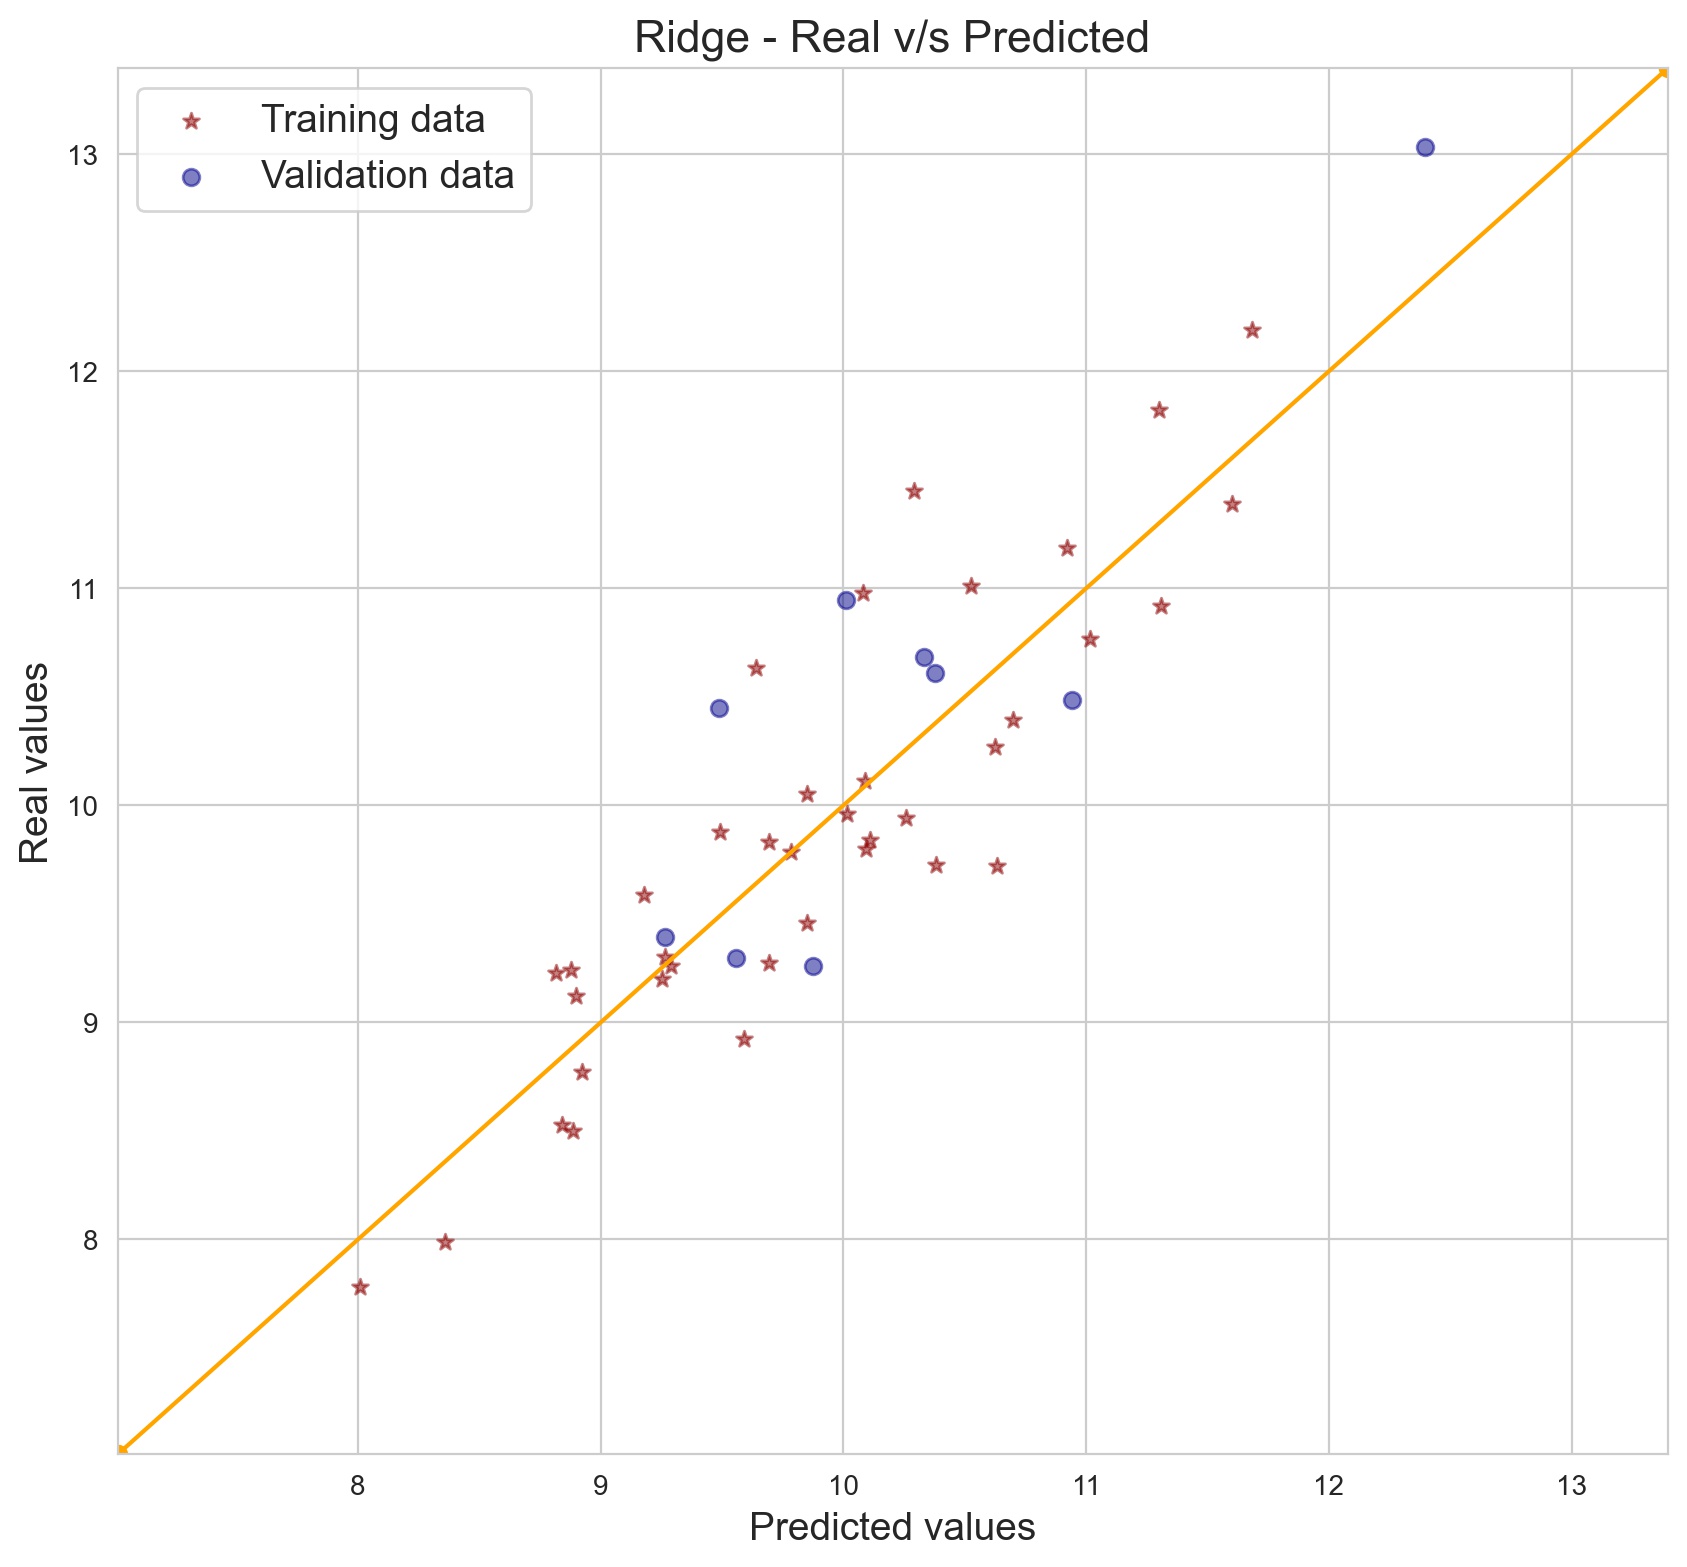 Ridge - Real v/s Predicted
Training data
Validation data
13
12
11
10
9
8
Real values
8
9
10
11
12
13
Predicted values